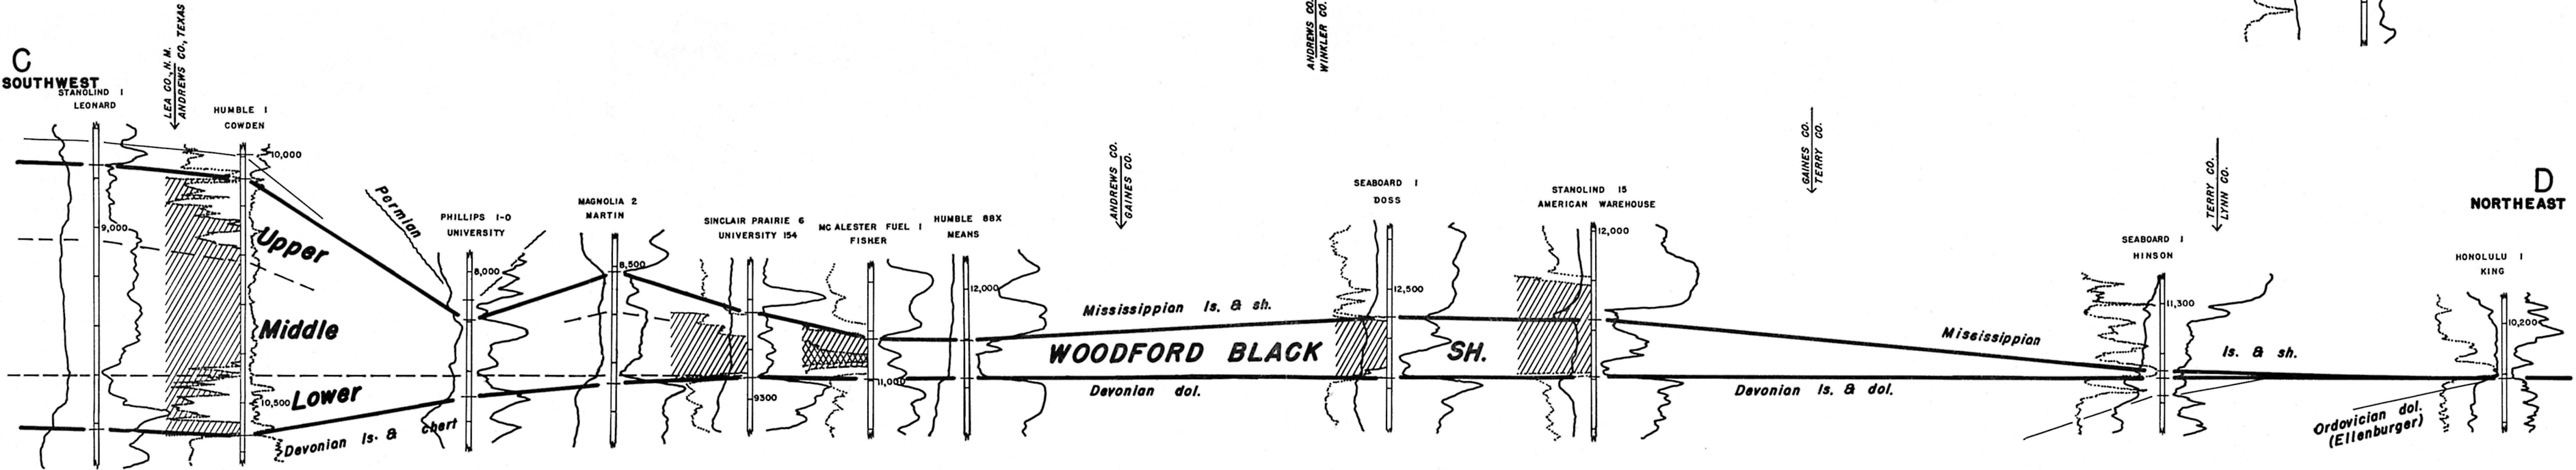 C
SOUTHWEST
STANOLIND 1
LEONARD
LEA CO., N. M.
ANDREWS CO., TEXAS
HUMBLE 1
COWDEN
10,000
9,000
10,500
Upper
Middle
Lower
Permian
Devonian ls. & chert
PHILLIPS 1-O
UNIVERSITY
8,000
MAGNOLIA 2
MARTIN
8,500
SINCLAIR PRAIRIE 6
UNIVERSITY 154
9300
MC ALESTER FUEL 1
FISHER
11,000
HUMBLE 88X
MEANS
12,000
ANDREWS CO.
GAINES CO.
ANDREWS CO.
WINKLER CO.
Mississippian ls. & sh.
WOODFORD BLACK SH.
Devonian dol.
SEABOARD 1
DOSS
12,500
STANOLIND 15
AMERICAN WAREHOUSE
12,000
GAINES CO.
TERRY CO.
Mississippian ls. & sh.
Devonian ls. & dol.
SEABOARD 1
HINSON
11,300
TERRY CO.
LYNN CO.
HONOLULU 1
KING
10,200
Ordovician dol.
(Ellenburger)
D
NORTHEAST